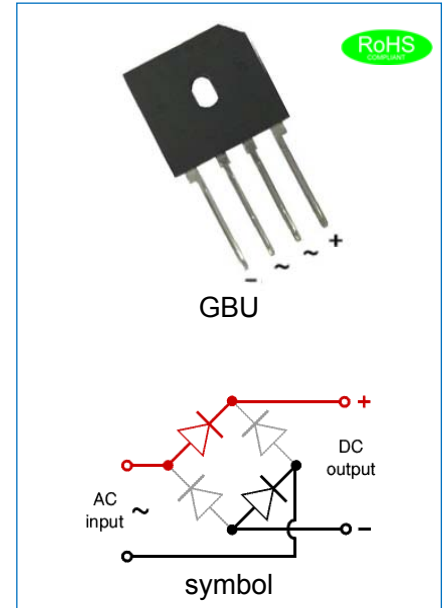 RoHS
COMPLIANT
- ~ ~ +
GBU
+
DC
output
AC
input ~
-
symbol